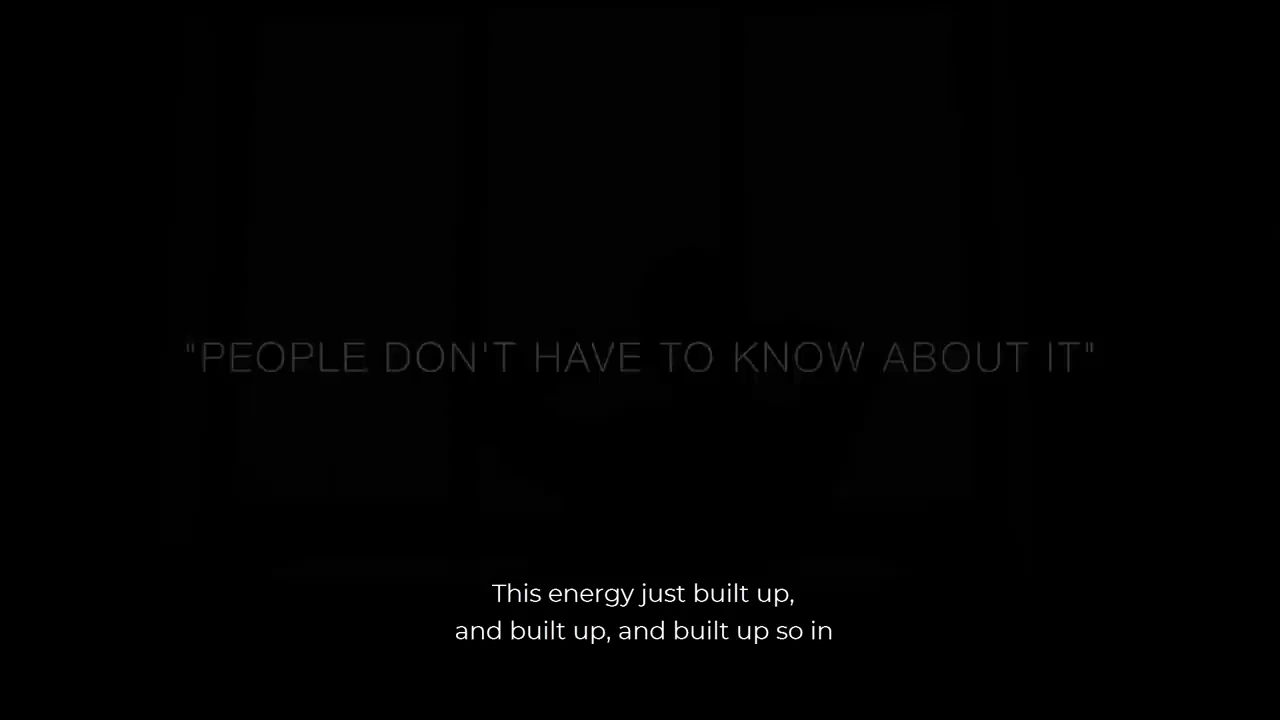 "PEOPLE DON'T HAVE TO KNOW ABOUT IT"
This energy just built up,
and built up, and built up so in